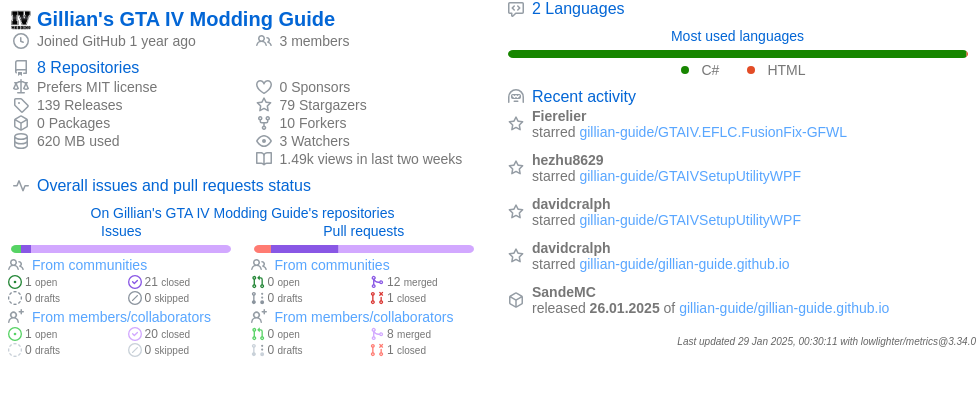 Gillian's GTA IV Modding Guide
Joined GitHub 1 year ago
3 members
8 Repositories
Prefers MIT license
139 Releases
0 Packages
620 MB used
0 Sponsors
79 Stargazers
10 Forkers
3 Watchers
1.49k views in last two weeks
Overall issues and pull requests status
On Gillian's GTA IV Modding Guide's repositories
Issues
From communities
1 open
21 closed
0 drafts
0 skipped
From members/collaborators
1 open
20 closed
0 drafts
0 skipped
Pull requests
From communities
0 open
12 merged
0 drafts
1 closed
From members/collaborators
0 open
8 merged
0 drafts
1 closed
2 Languages
Most used languages
C#
HTML
Recent activity
Fierelier
starred gillian-guide/GTAIV.EFLC.FusionFix-GFWL
hezhu8629
starred gillian-guide/GTAIVSetupUtilityWPF
davidcralph
starred gillian-guide/GTAIVSetupUtilityWPF
davidcralph
starred gillian-guide/gillian-guide.github.io
SandeMC
released 26.01.2025 of gillian-guide/gillian-guide.github.io
Last updated 29 Jan 2025, 00:30:11 with lowlighter/metrics@3.34.0